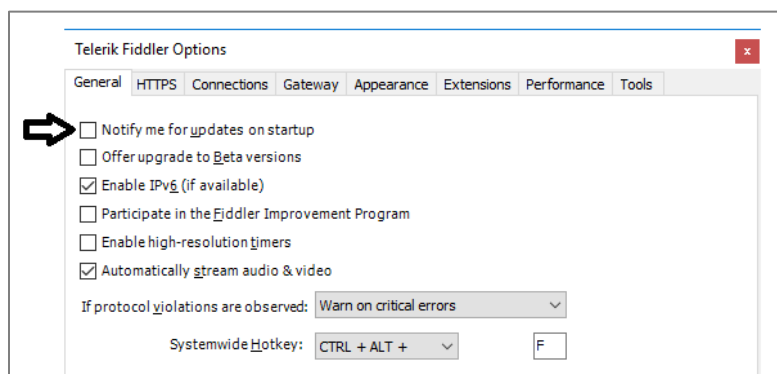 Telerik Fiddler Options
x
General HTTPS Connections Gateway Appearance Extensions Performance Tools
Notify me for updates on startup
Offer upgrade to Beta versions
Enable IPv6 (if available)
Participate in the Fiddler Improvement Program
Enable high-resolution timers
Automatically stream audio & video
If protocol violations are observed: Warn on critical errors
Systemwide Hotkey: CTRL + ALT + F